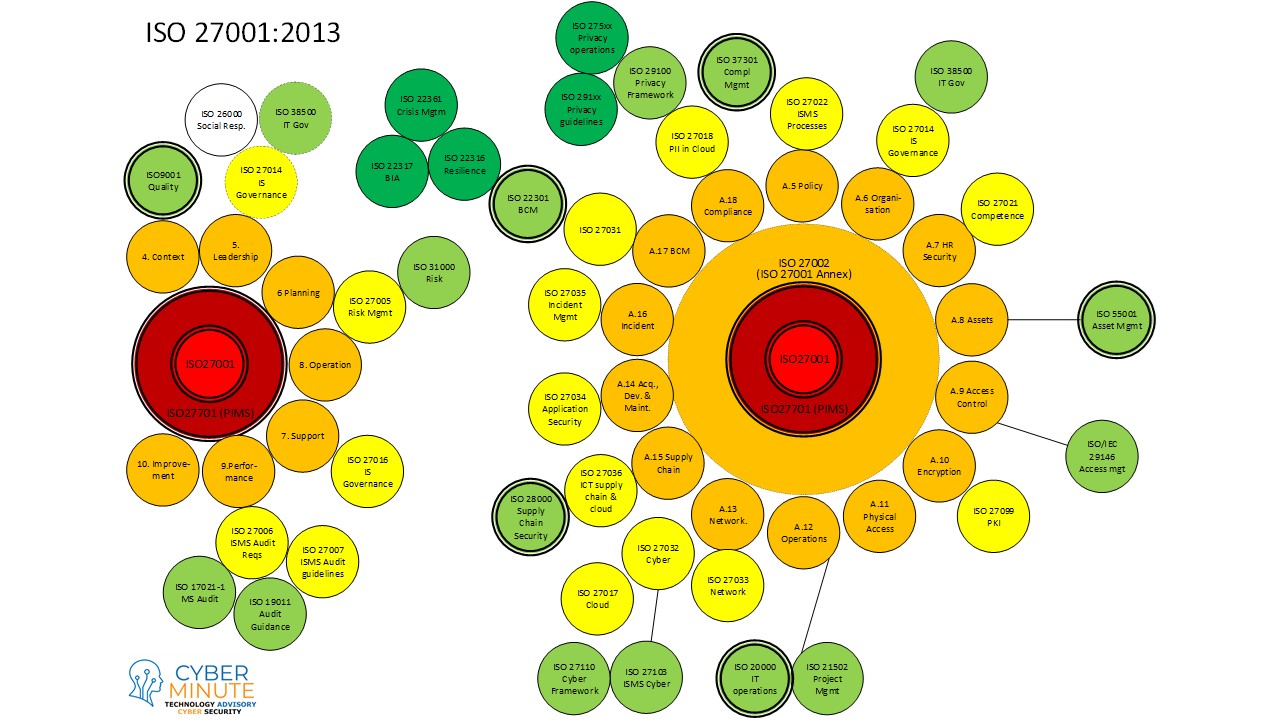 ISO 27001:2013
ISO 26000
Social Resp.
ISO 38500
IT Gov
ISO9001
Quality
ISO 27014
IS
Governance
4. Context
5.
Leadership
6 Planning
ISO 27005
Risk Mgmt
ISO 31000
Risk
ISO27001
ISO27701 (PIMS)
8. Operation
7. Support
10. Improve-
ment
9.Perfor-
mance
ISO 27016
IS
Governance
ISO 27006
ISMS Audit
Reqs
ISO 27007
ISMS Audit
guidelines
ISO 17021-1
MS Audit
ISO 19011
Audit
Guidance
CYBER
MINUTE
TECHNOLOGY ADVISORY
CYBER SECURITY
ISO 22361
Crisis Mgtm
ISO 22317
BIA
ISO 22316
Resilience
ISO 22301
BCM
ISO 27031
A.17 BCM
ISO 275xx
Privacy
operations
ISO 291xx
Privacy
guidelines
ISO 29100
Privacy
Framework
ISO 27018
PII in Cloud
A.18
Compliance
ISO 37301
Compl
Mgmt
ISO 27022
ISMS
Processes
A.5 Policy
ISO 38500
IT Gov
ISO 27014
IS
Governance
A.6 Organi-
sation
ISO 27021
Competence
A.7 HR
Security
ISO 27002
(ISO 27001 Annex)
ISO27001
ISO27701 (PIMS)
A.8 Assets
ISO 55001
Asset Mgmt
A.9 Access
Control
ISO/IEC
29146
Access mgt
A.10
Encryption
ISO 27099
PKI
A.11
Physical
Access
A.12
Operations
ISO 20000
IT
operations
ISO 21502
Project
Mgmt
A.13
Network.
ISO 27033
Network
ISO 27032
Cyber
ISO 27017
Cloud
ISO 27110
Cyber
Framework
ISO 27103
ISMS Cyber
A.15 Supply
Chain
ISO 27036
ICT supply
chain &
cloud
ISO 28000
Supply
Chain
Security
A.14 Acq.,
Dev. &
Maint.
ISO 27034
Application
Security
A.16
Incident
ISO 27035
Incident
Mgmt